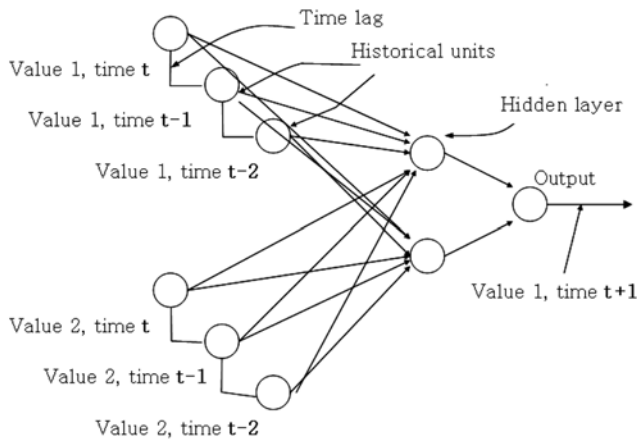 Time lag
Historical units
Value 1, time t
Value 1, time t-1
Hidden layer
Value 1, time t-2
Output
Value 1, time t+1
Value 2, time t
Value 2, time t-1
Value 2, time t-2